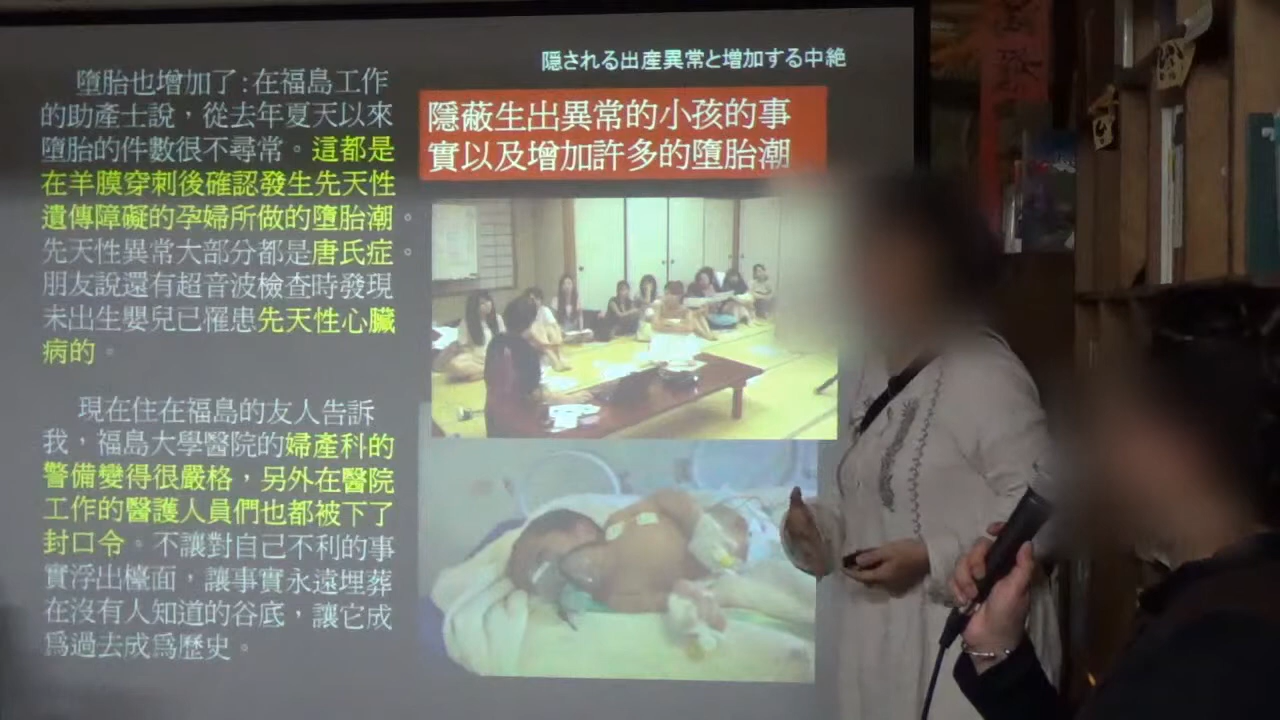 隠される出産異常と増加する中絶
隱蔽生出異常的小孩的事
實以及增加許多的墮胎潮
墮胎也增加了:在福島工作
的助產士說，從去年夏天以來
墮胎的件數很不尋常。這都是
在羊膜穿刺後確認發生先天性
遺傳障礙的孕婦所做的墮胎潮。
先天性異常大部分都是唐氏症。
朋友說還有超音波檢查時發現
未出生嬰兒已罹患先天性心臟
病的。
現在住在福島的友人告訴
我，福島大學醫院的婦產科的
警備變得很嚴格，另外在醫院
工作的醫護人員們也都被下了
封口令。不讓對自己不利的事
實浮出檯面，讓事實永遠埋葬
在沒有人知道的谷底，讓它成
爲過去成爲歷史。